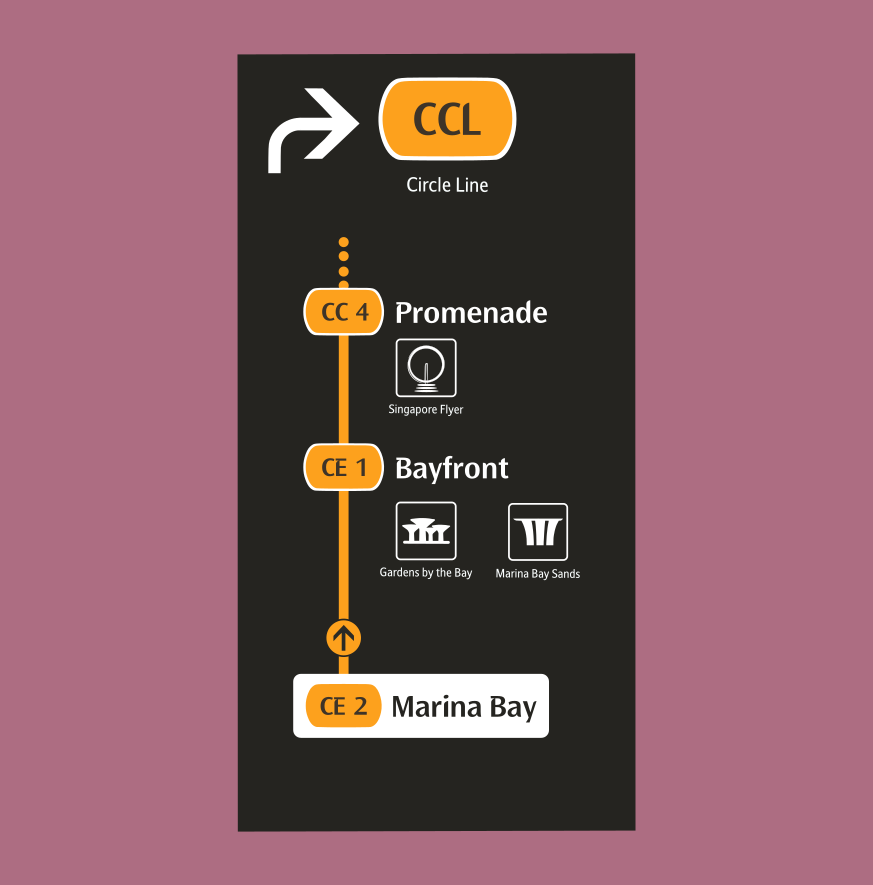 CCL
Circle Line
CC 4 Promenade
Singapore Flyer
CE 1 Bayfront
Gardens by the Bay Marina Bay Sands
CE 2 Marina Bay